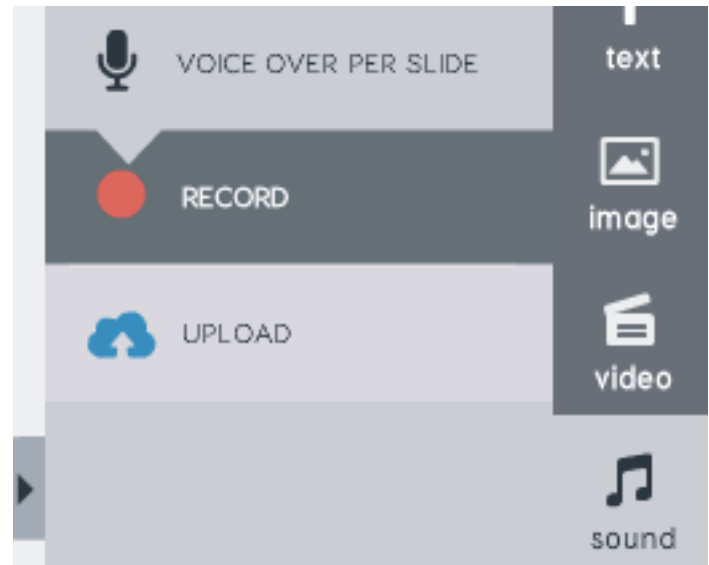 VOICE OVER PER SLIDE
RECORD
UPLOAD
text
image
video
sound